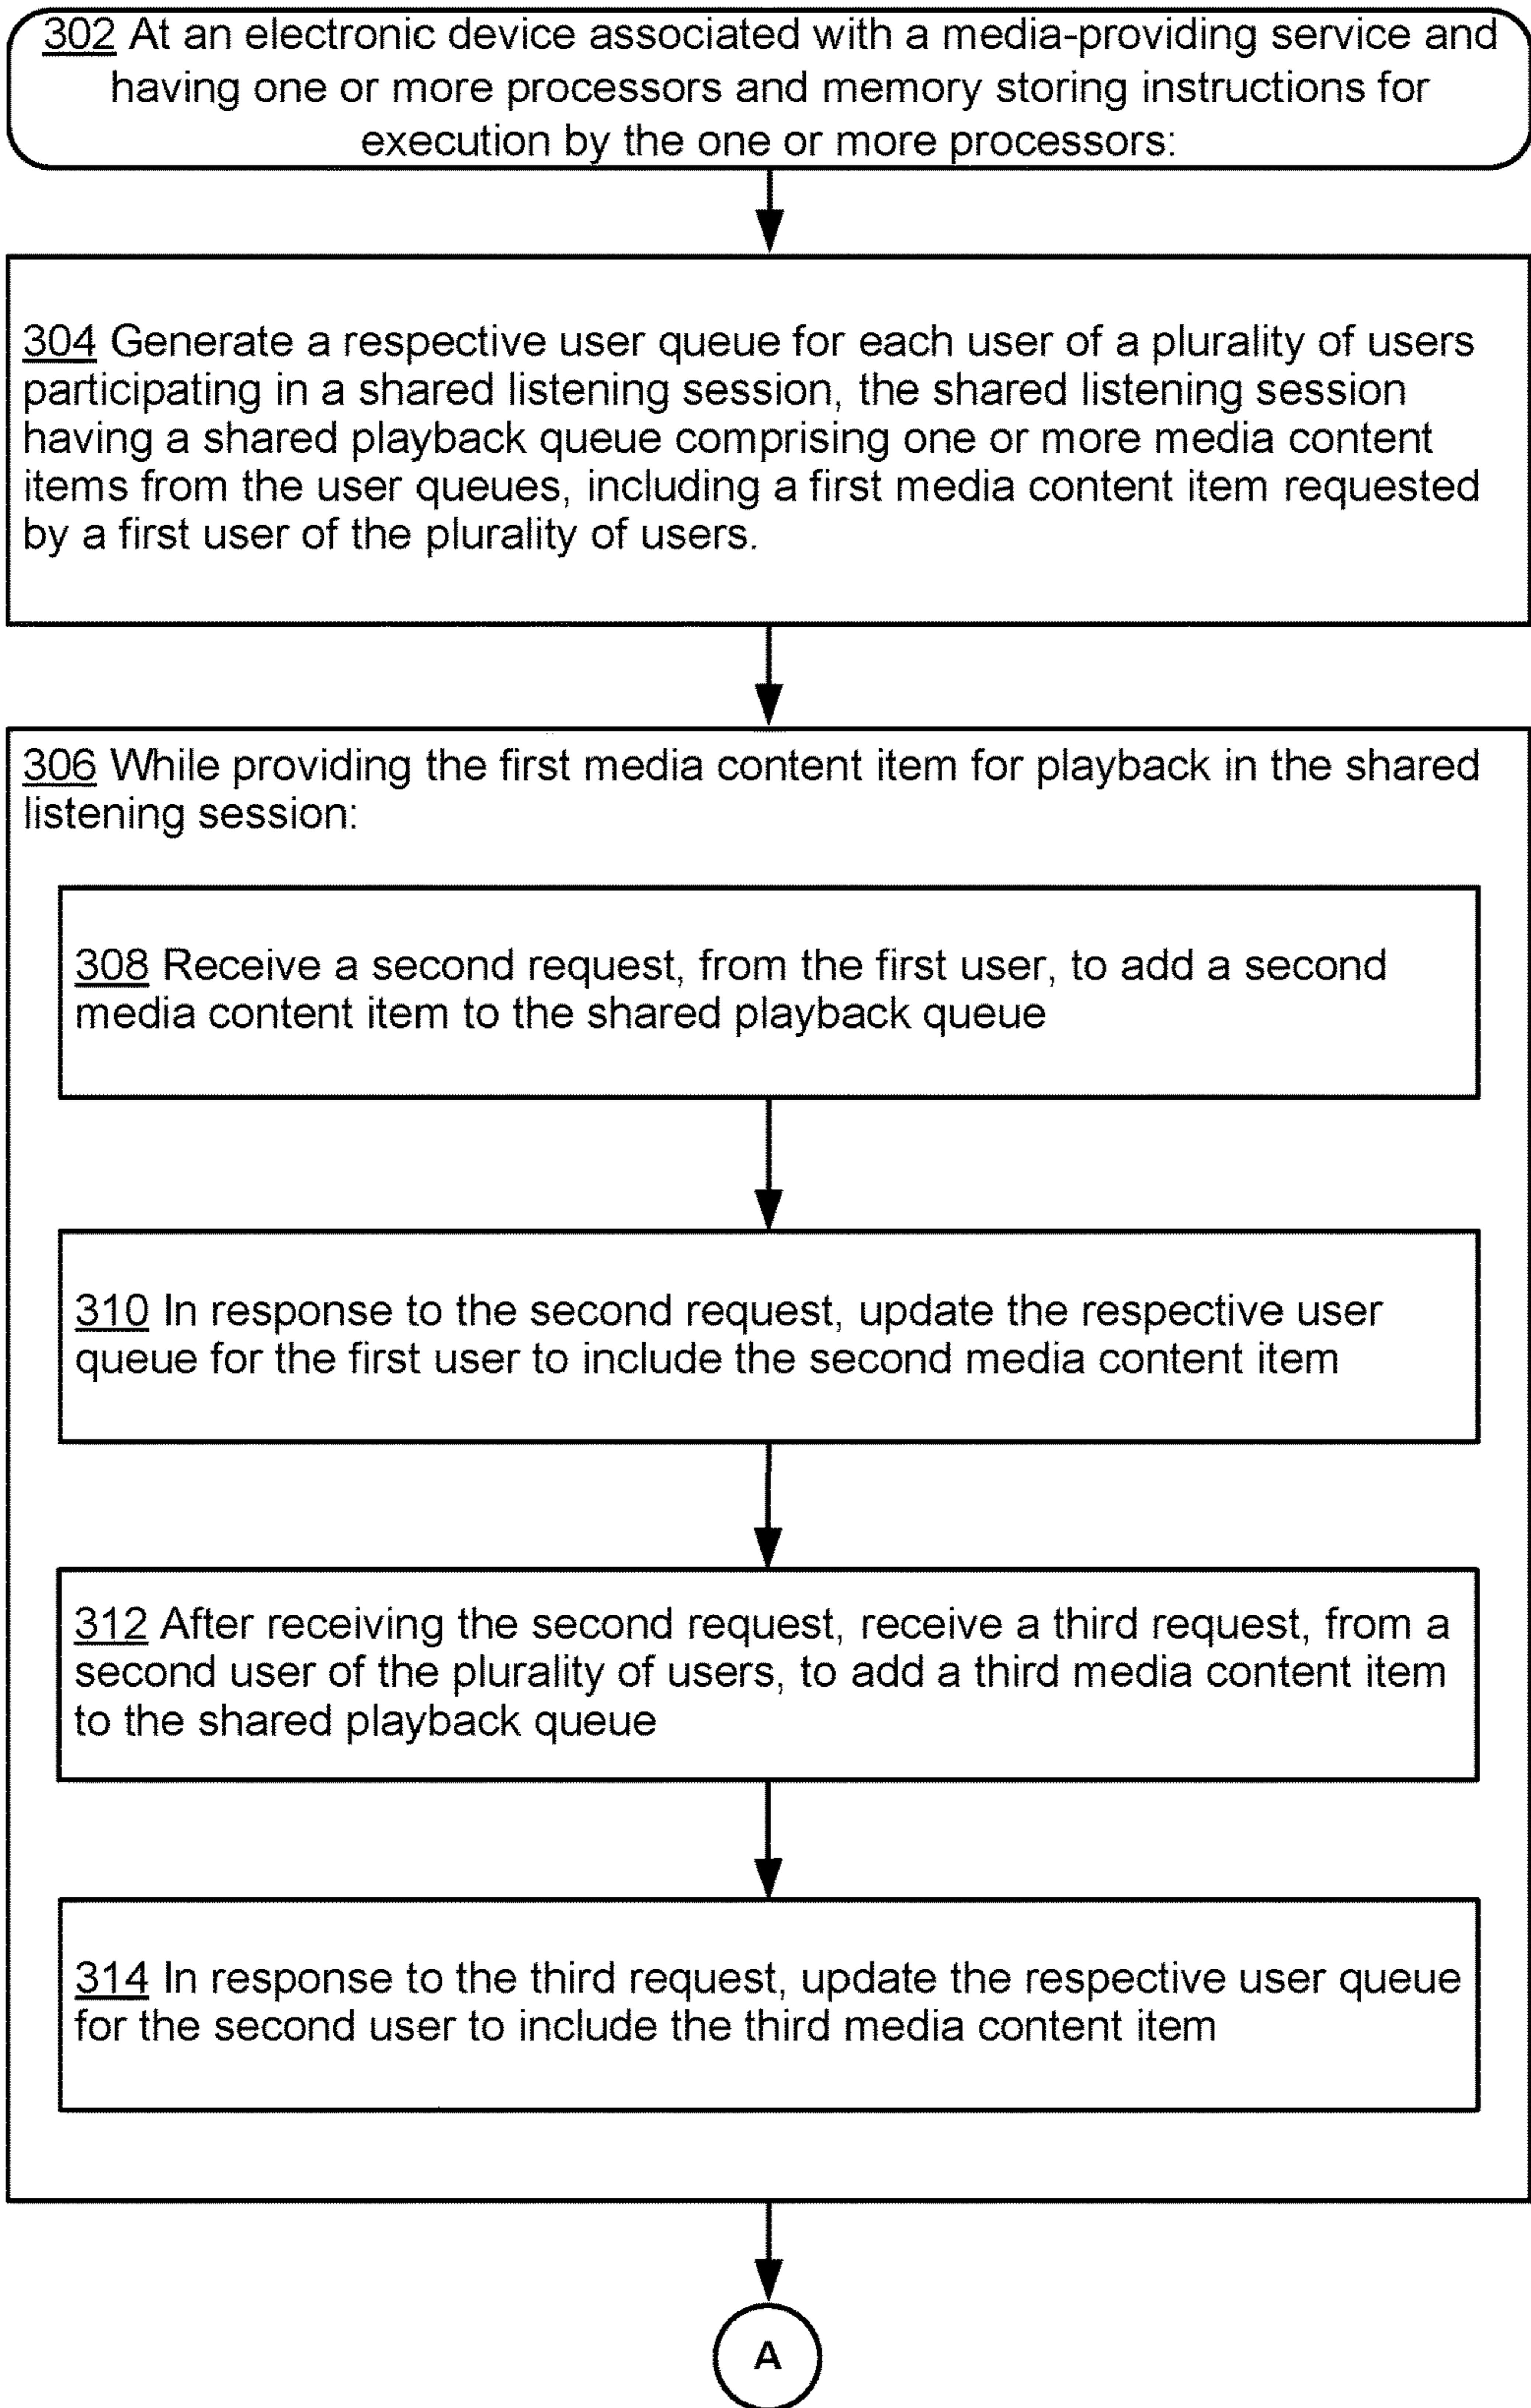 302 At an electronic device associated with a media-providing service and
having one or more processors and memory storing instructions for
execution by the one or more processors:
304 Generate a respective user queue for each user of a plurality of users
participating in a shared listening session, the shared listening session
having a shared playback queue comprising one or more media content
items from the user queues, including a first media content item requested
by a first user of the plurality of users.
306 While providing the first media content item for playback in the shared
listening session:
308 Receive a second request, from the first user, to add a second
media content item to the shared playback queue
310 In response to the second request, update the respective user
queue for the first user to include the second media content item
312 After receiving the second request, receive a third request, from a
second user of the plurality of users, to add a third media content item
to the shared playback queue
314 In response to the third request, update the respective user queue
for the second user to include the third media content item
A